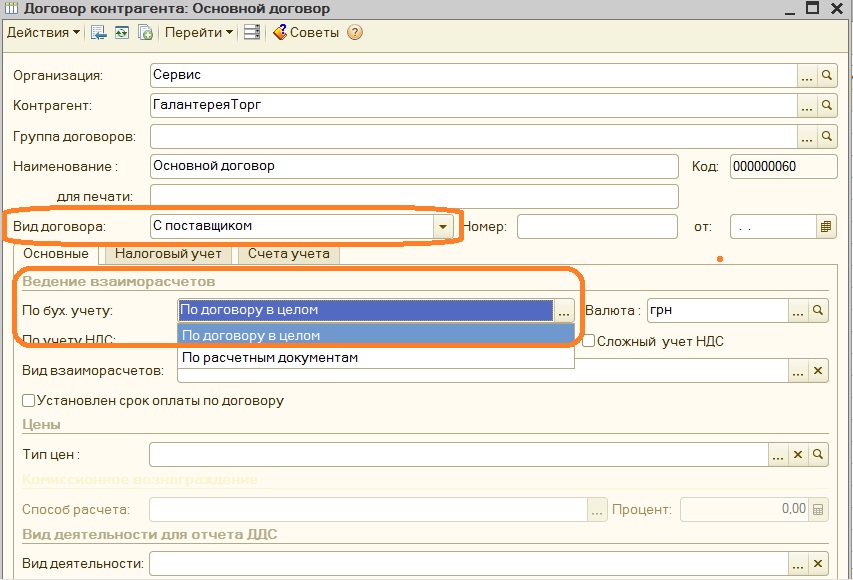 Договор контрагента: Основной договор
Действия Перейти Советы ?
Организация: Сервис ...
Контрагент: ГалантереяТорг ...
Группа договоров: ...
Наименование : Основной договор Код: 000000060
для печати:
Вид договора: С поставщиком Номер: от: . .
Основные Налоговый учет Счета учета
Ведение взаиморасчетов
По бух. учету: По договору в целом ... Валюта : грн ...
По учету НДС: По договору в целом Сложный учет НДС
По расчетным документам
Вид взаиморасчетов: ... ×
Установлен срок оплаты по договору
Цены
Тип цен : ... ×
Комиссионное вознаграждение
Способ расчета: ... Процент: 0,00
Вид деятельности для отчета ДДС
Вид деятельности: ... ×